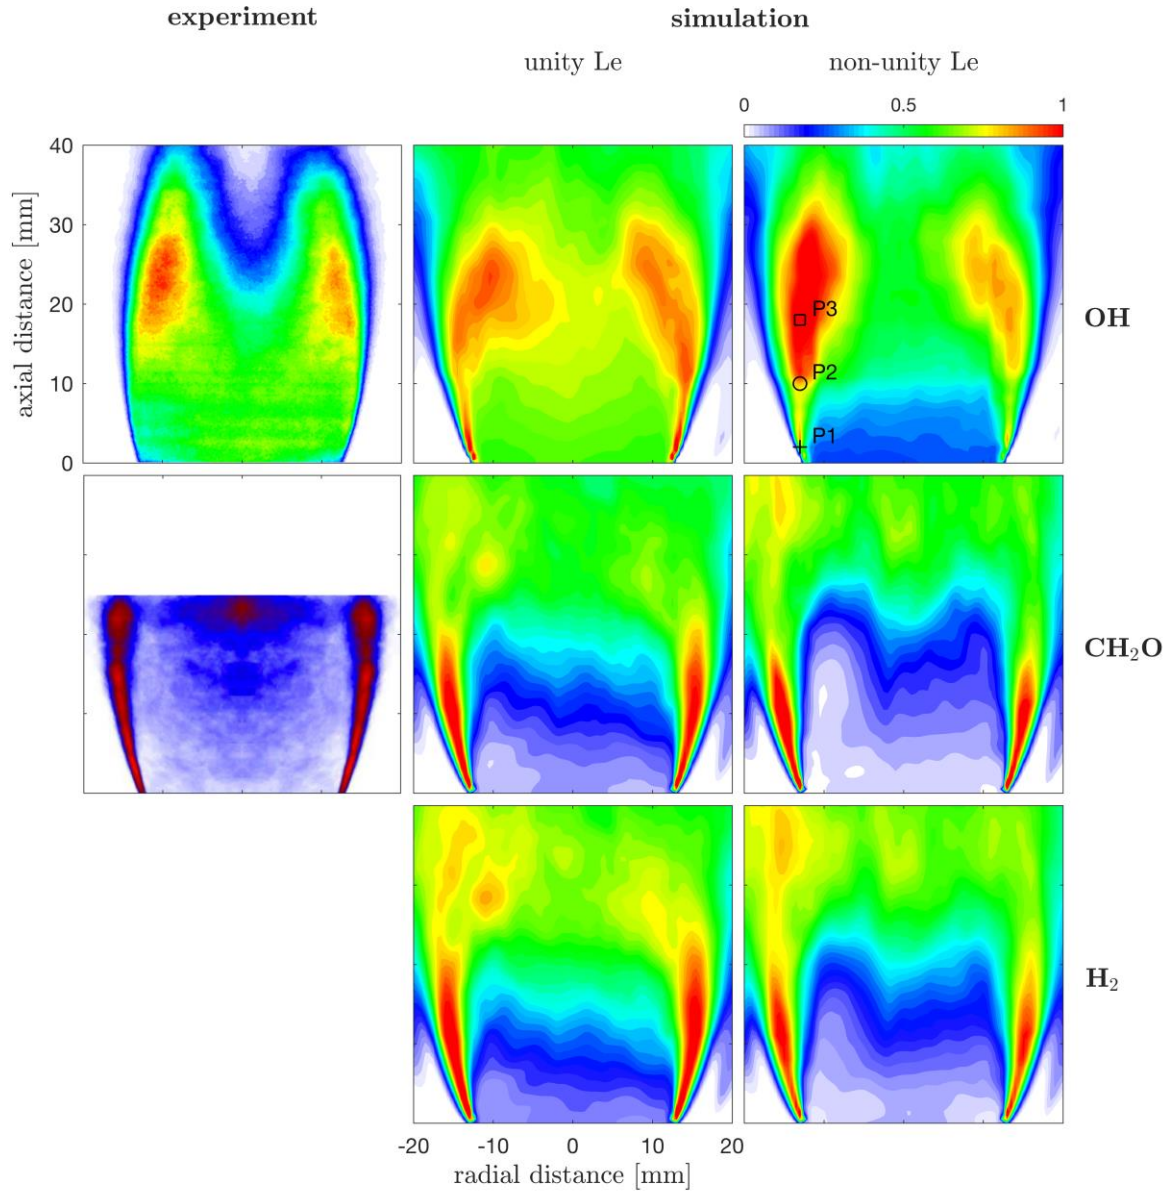 experiment
simulation
unity Le
non-unity Le
0 0.5 1
40
30
20
10
0
axial distance [mm]
P3
P2
P1
OH
CH₂O
H₂
-20 -10 0 10 20
radial distance [mm]